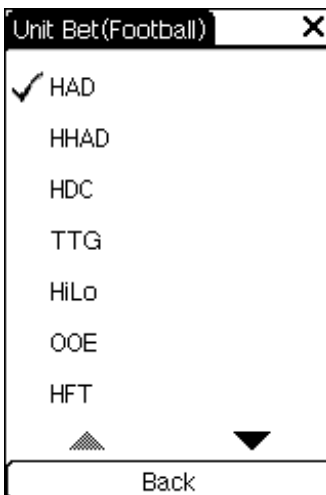 Unit Bet(Football)
HAD
HHAD
HDC
TTG
HiLo
OOE
HFT
Back